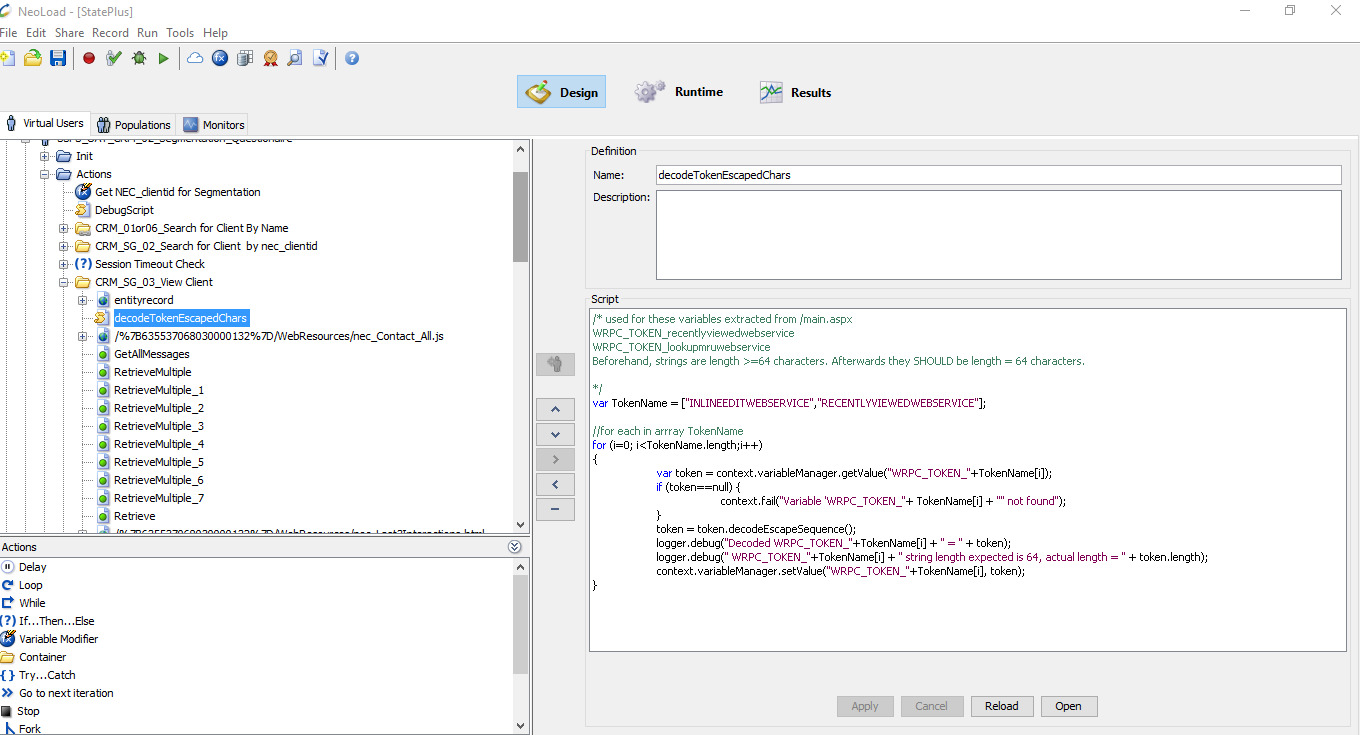 NeoLoad - [StatePlus]
File Edit Share Record Run Tools Help
Design Runtime Results
Virtual Users Populations Monitors
Init
Actions
Get NEC_clientid for Segmentation
DebugScript
CRM_01or06_Search for Client By Name
CRM_SG_02_Search for Client by nec_clientid
Session Timeout Check
CRM_SG_03_View Client
entityrecord
decodeTokenEscapedChars
/%7B635537068030000132%7D/WebResources/nec_Contact_All.js
GetAllMessages
RetrieveMultiple
RetrieveMultiple_1
RetrieveMultiple_2
RetrieveMultiple_3
RetrieveMultiple_4
RetrieveMultiple_5
RetrieveMultiple_6
RetrieveMultiple_7
Retrieve
Actions
Delay
Loop
While
If...Then...Else
Variable Modifier
Container
Try...Catch
Go to next iteration
Stop
Fork
Definition
Name: decodeTokenEscapedChars
Description:
Script
/* used for these variables extracted from /main.aspx
WRPC_TOKEN_recentlyviewedwebservice
WRPC_TOKEN_lookupmruwebservice
Beforehand, strings are length >=64 characters. Afterwards they SHOULD be length = 64 characters.
*/
var TokenName = ["INLINEEDITWEBSERVICE","RECENTLYVIEWEDWEBSERVICE"];
//for each in arrray TokenName
for (i=0; i<TokenName.length;i++)
{
var token = context.variableManager.getValue("WRPC_TOKEN_"+TokenName[i]);
if (token==null) {
context.fail("Variable 'WRPC_TOKEN_"+ TokenName[i] + "'" not found");
}
token = token.decodeEscapeSequence();
logger.debug("Decoded WRPC_TOKEN_"+TokenName[i] + " = " + token);
logger.debug(" WRPC_TOKEN_"+TokenName[i] + " string length expected is 64, actual length = " + token.length);
context.variableManager.setValue("WRPC_TOKEN_"+TokenName[i], token);
}
Apply Cancel Reload Open